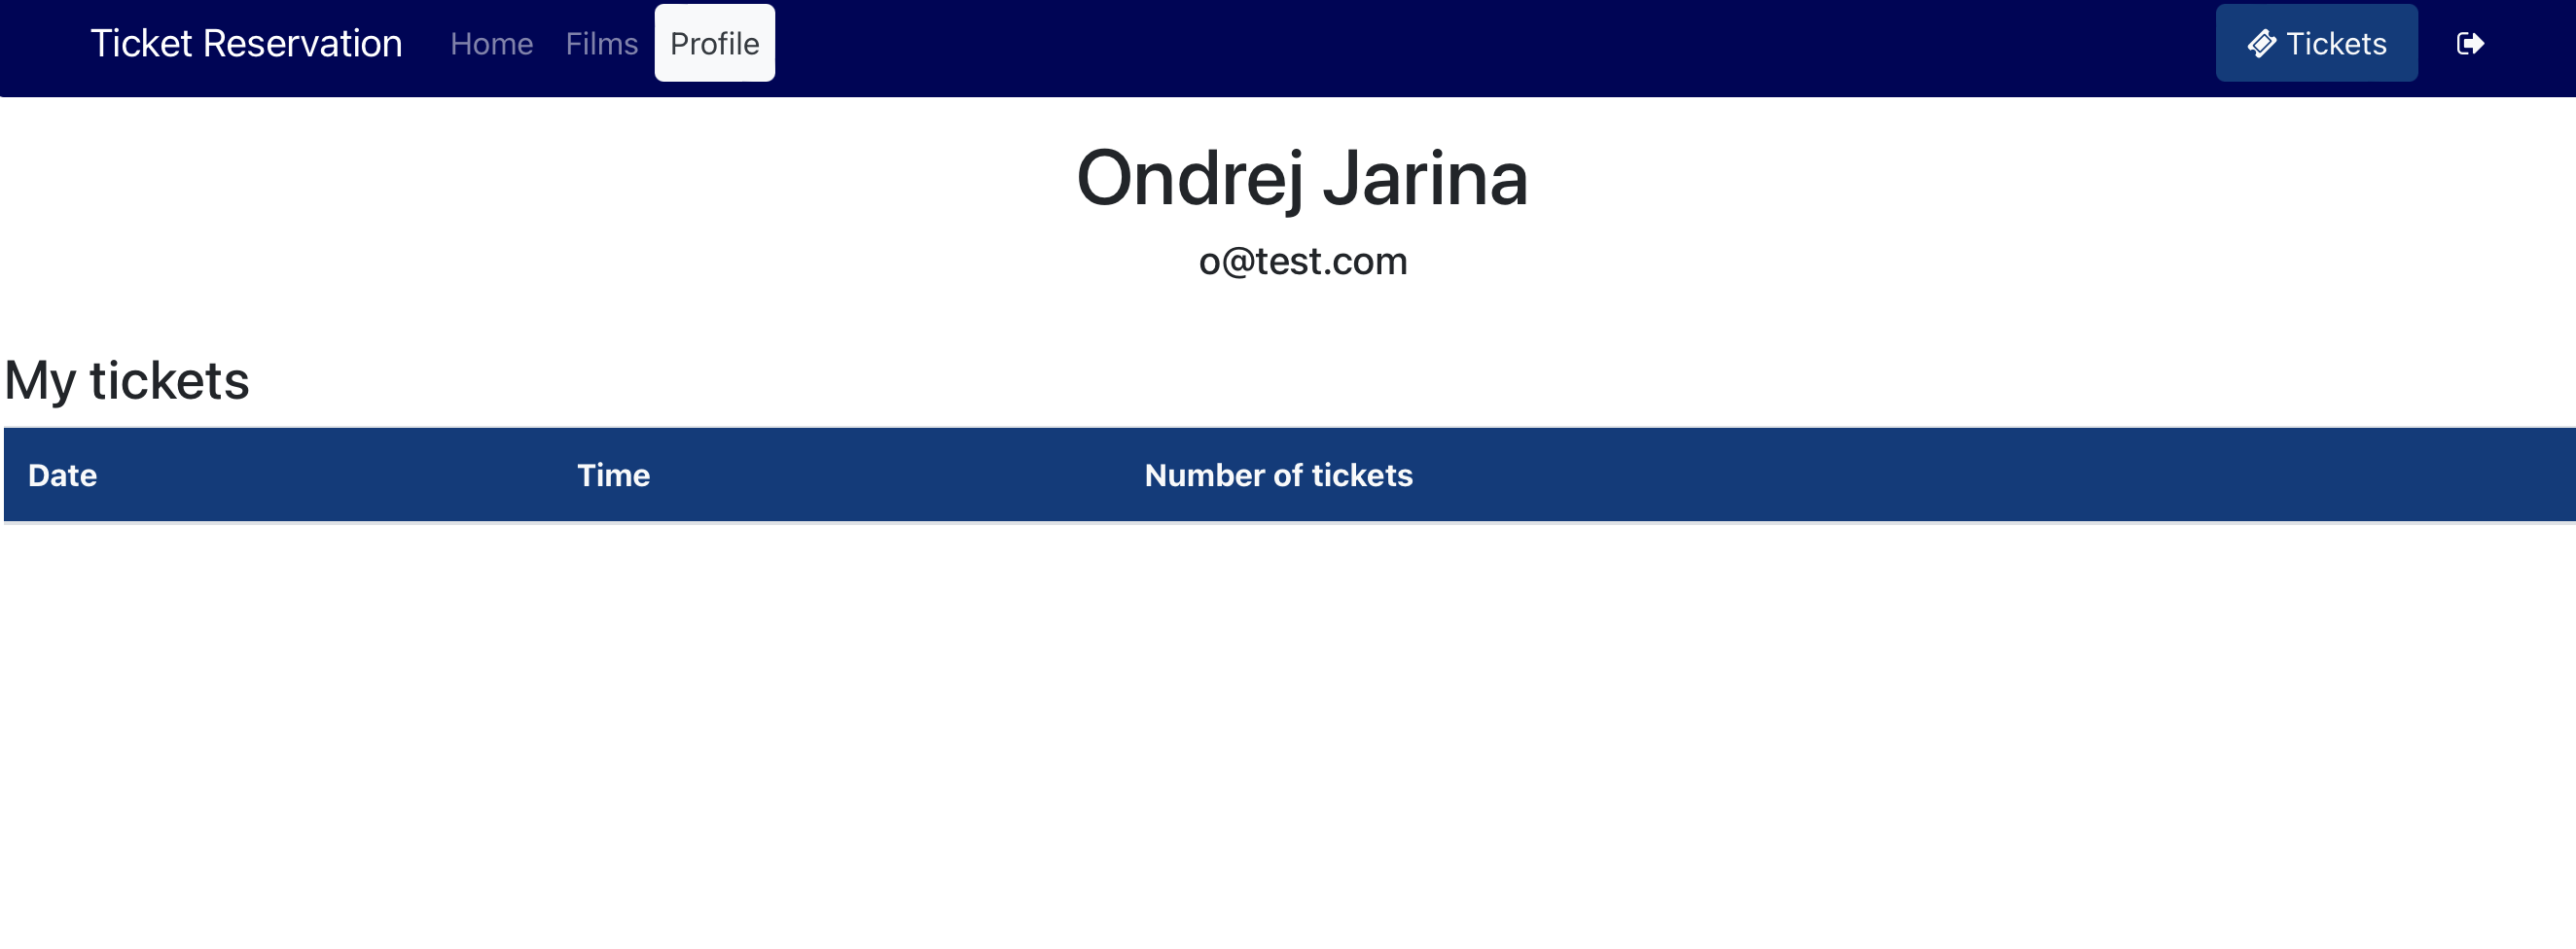 Ticket Reservation Home Films Profile Tickets
Ondrej Jarina
o@test.com
My tickets
Date Time Number of tickets